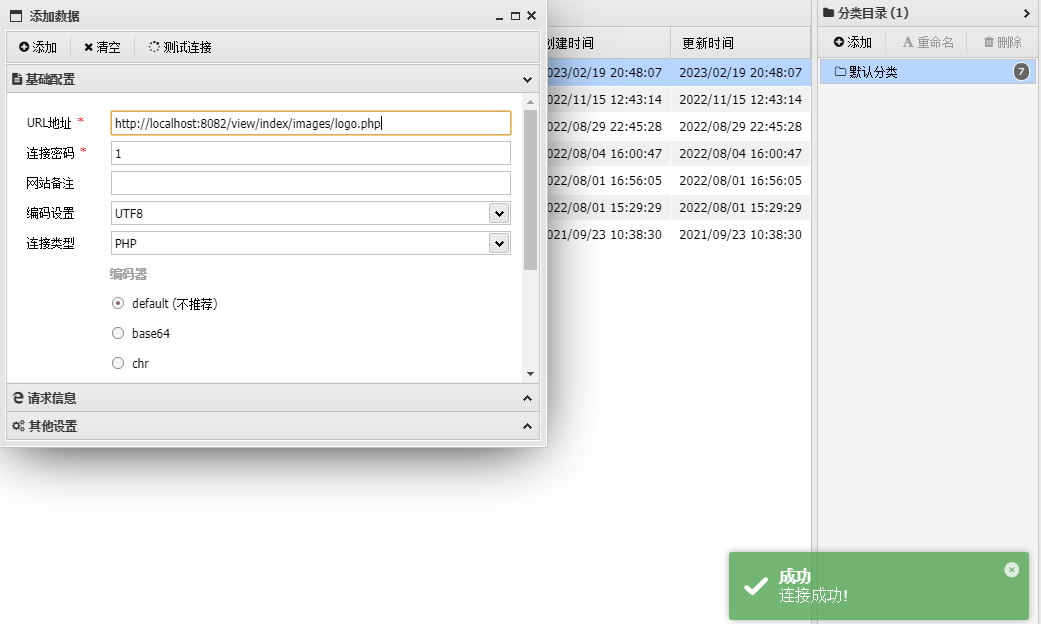 添加数据
添加 清空 测试连接
基础配置
URL地址 * http://localhost:8082/view/index/images/logo.php
连接密码 * 1
网站备注
编码设置 UTF8
连接类型 PHP
编码器
default (不推荐)
base64
chr
请求信息
其他设置
创建时间 更新时间
023/02/19 20:48:07 2023/02/19 20:48:07
022/11/15 12:43:14 2022/11/15 12:43:14
022/08/29 22:45:28 2022/08/29 22:45:28
022/08/04 16:00:47 2022/08/04 16:00:47
022/08/01 16:56:05 2022/08/01 16:56:05
022/08/01 15:29:29 2022/08/01 15:29:29
021/09/23 10:38:30 2021/09/23 10:38:30
分类目录 (1)
添加 重命名 删除
默认分类 7
成功
连接成功!